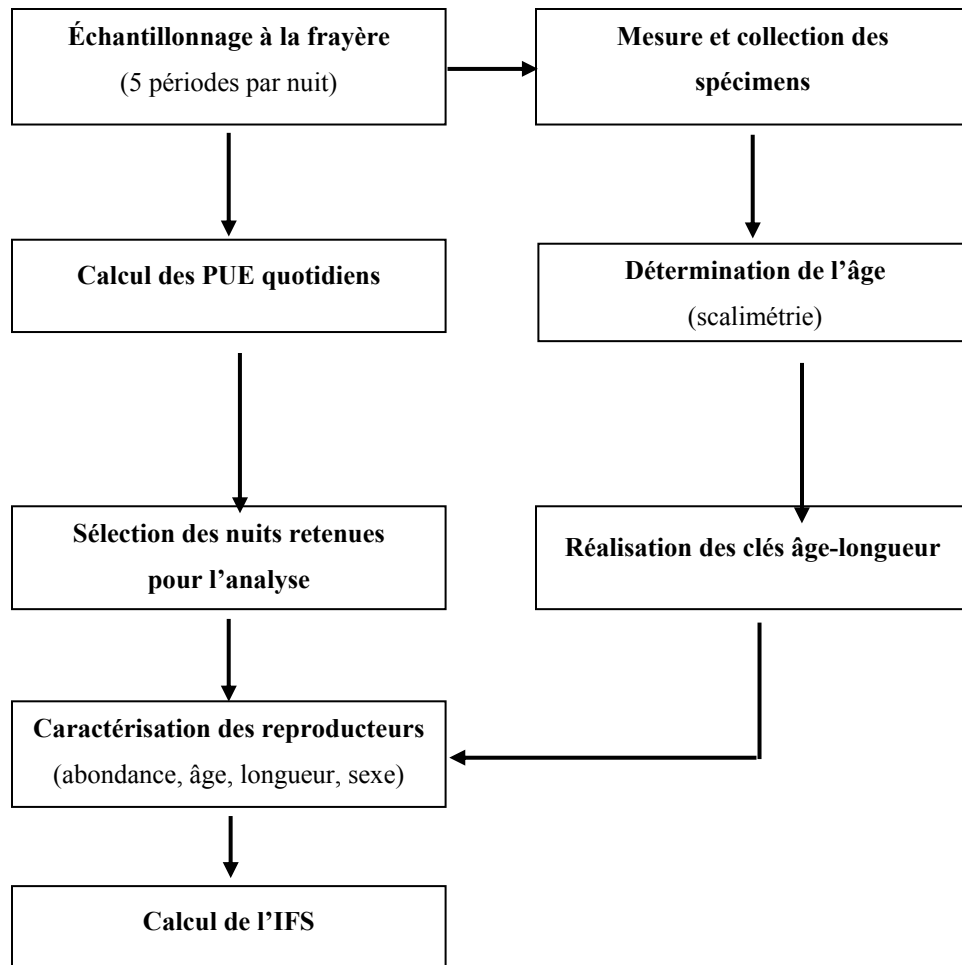 Échantillonnage à la frayère
(5 périodes par nuit)
Mesure et collection des
spécimens
Calcul des PUE quotidiens
Détermination de l’âge
(scalimétrie)
Sélection des nuits retenues
pour l’analyse
Réalisation des clés âge-longueur
Caractérisation des reproducteurs
(abondance, âge, longueur, sexe)
Calcul de l’IFS